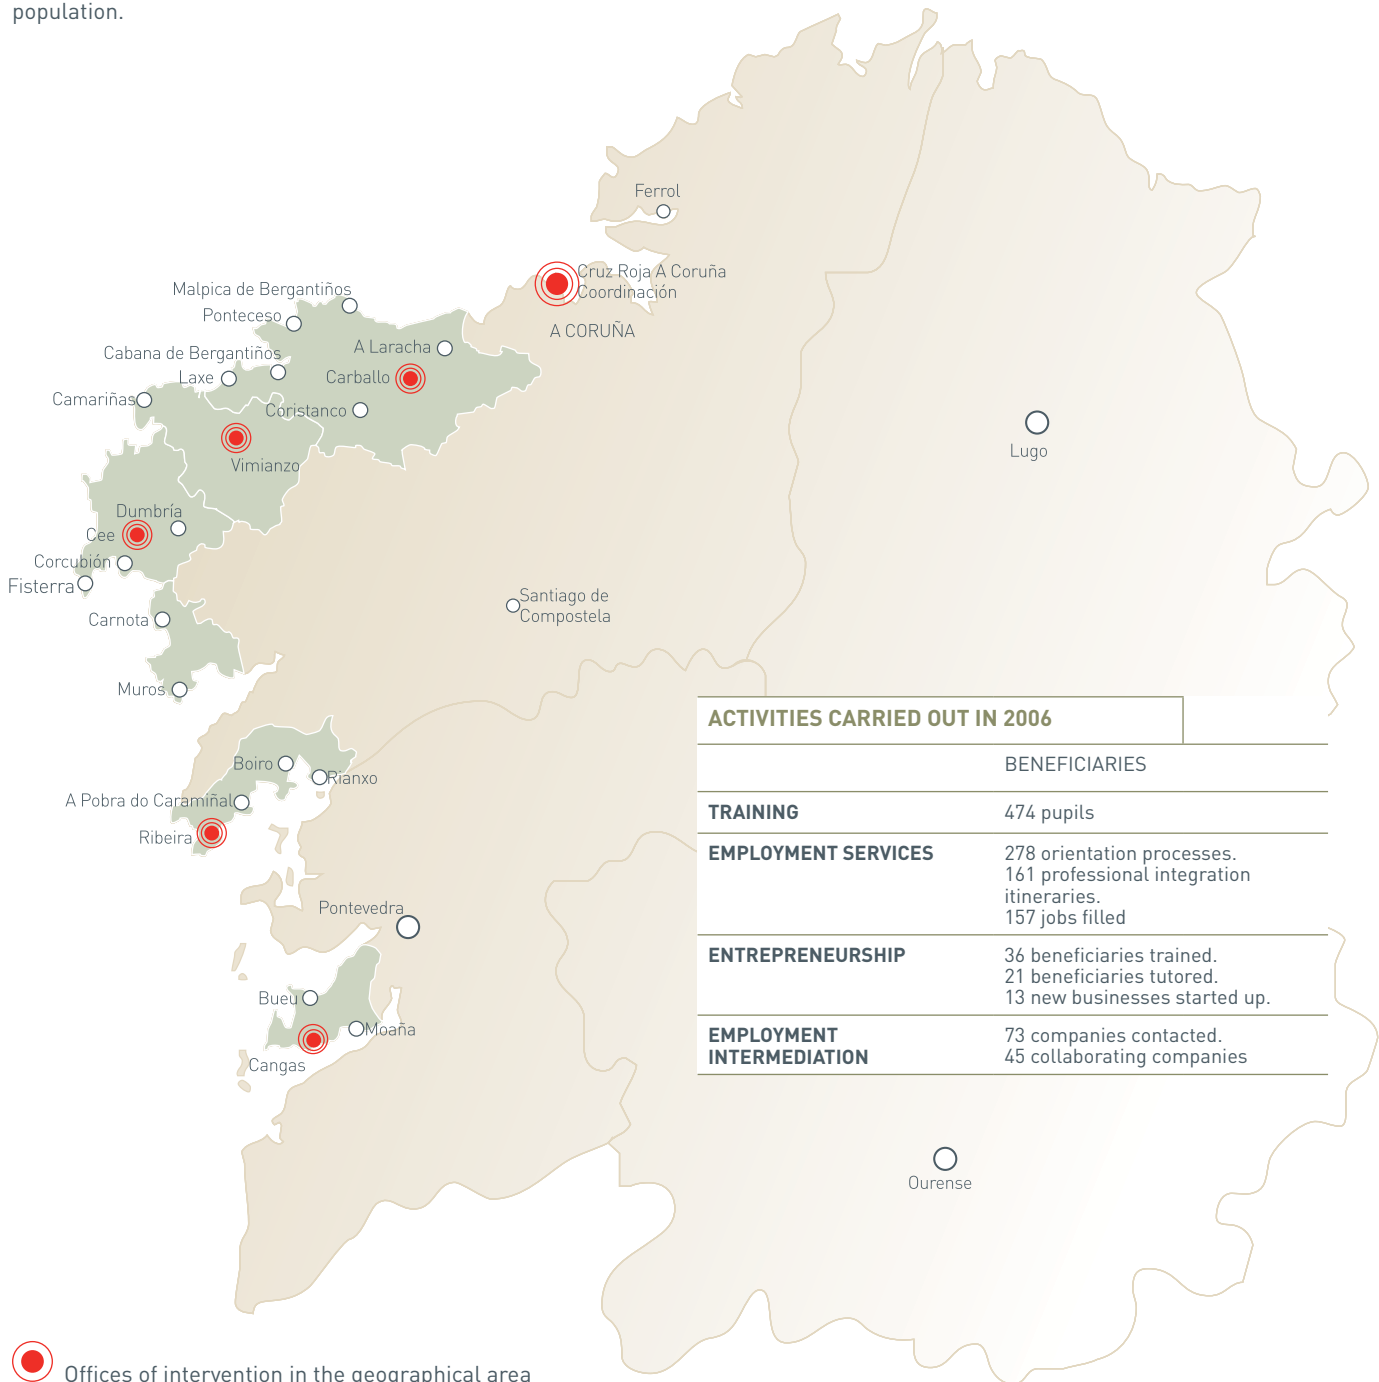 population.
Ferrol
Cruz Roja A Coruña
Coordinación
A CORUÑA
Malpica de Bergantiños
Ponteceso
Cabana de Bergantiños
A Laracha
Laxe
Carballo
Camariñas
Coristanco
Vimianzo
Lugo
Dumbría
Cee
Corcubión
Fisterra
Santiago de
Compostela
Carnota
Muros
ACTIVITIES CARRIED OUT IN 2006
BENEFICIARIES
TRAINING
474 pupils
EMPLOYMENT SERVICES
278 orientation processes.
161 professional integration
itineraries.
157 jobs filled
ENTREPRENEURSHIP
36 beneficiaries trained.
21 beneficiaries tutored.
13 new businesses started up.
EMPLOYMENT
INTERMEDIATION
73 companies contacted.
45 collaborating companies
Boiro
Rianxo
A Pobra do Caramiñal
Ribeira
Pontevedra
Bueu
Moaña
Cangas
Ourense
Offices of intervention in the geographical area